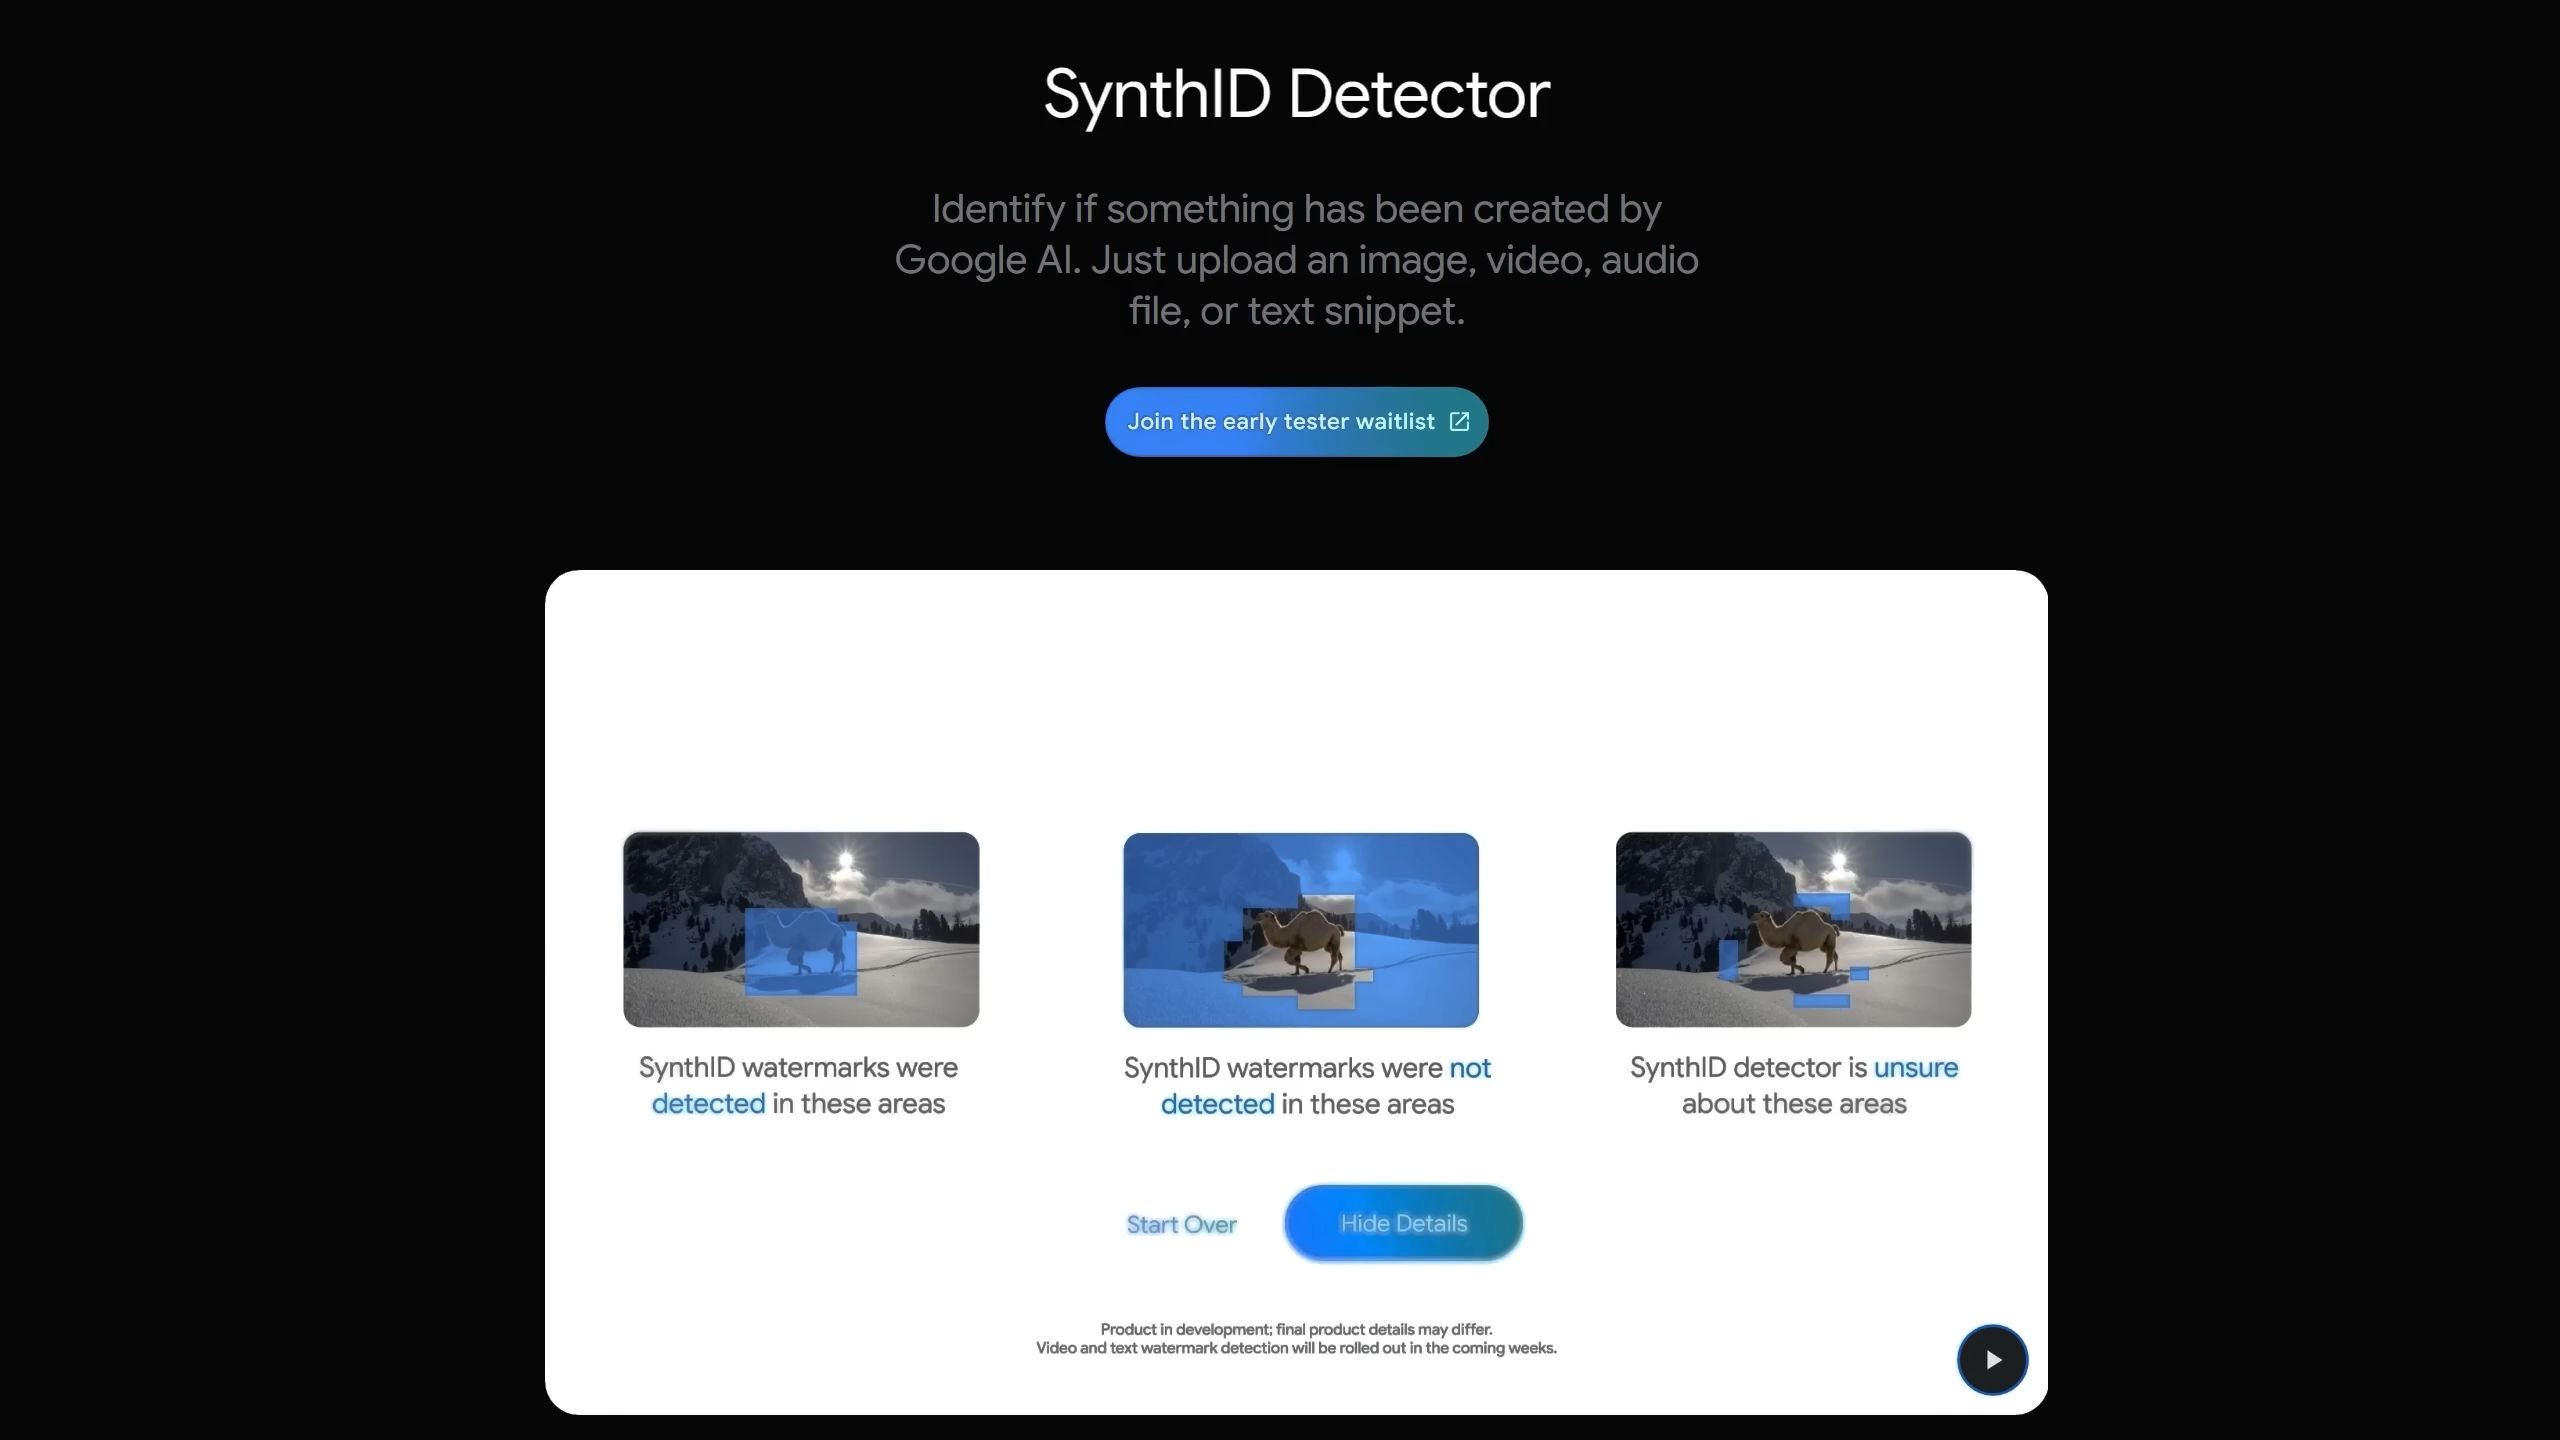 SynthID Detector
Identify if something has been created by
Google AI. Just upload an image, video, audio
file, or text snippet.
Join the early tester waitlist
SynthID watermarks were
detected in these areas
SynthID watermarks were not
detected in these areas
SynthID detector is unsure
about these areas
Start Over
Hide Details
Product in development; final product details may differ.
Video and text watermark detection will be rolled out in the coming weeks.